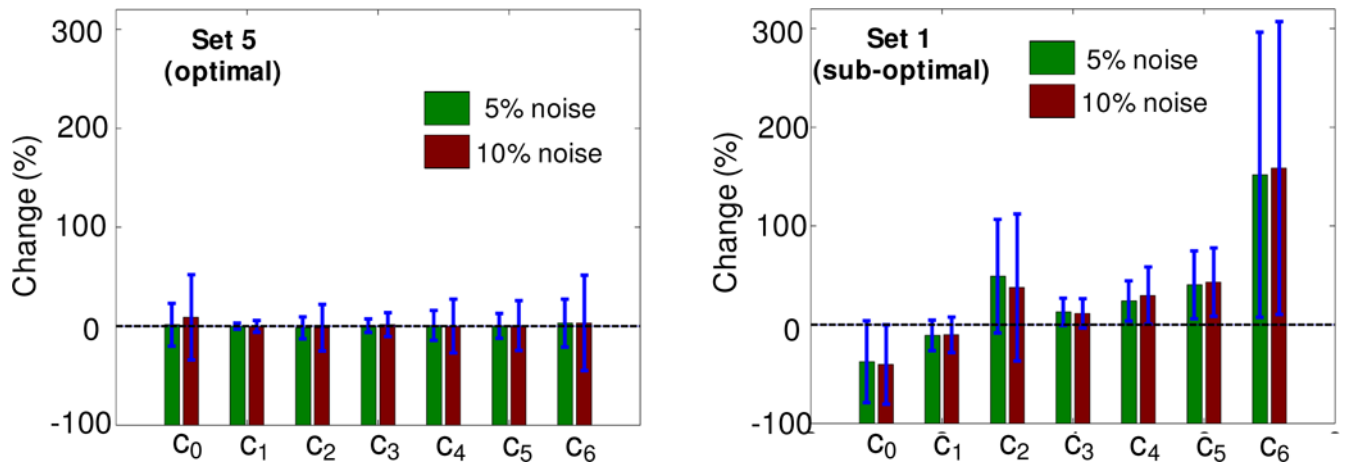 Set 5
(optimal)
5% noise
10% noise
Change (%)
300
200
100
0
-100
C0 C1 C2 C3 C4 C5 C6
Set 1
(sub-optimal)
5% noise
10% noise
Change (%)
300
200
100
0
-100
C0 C1 C2 C3 C4 C5 C6